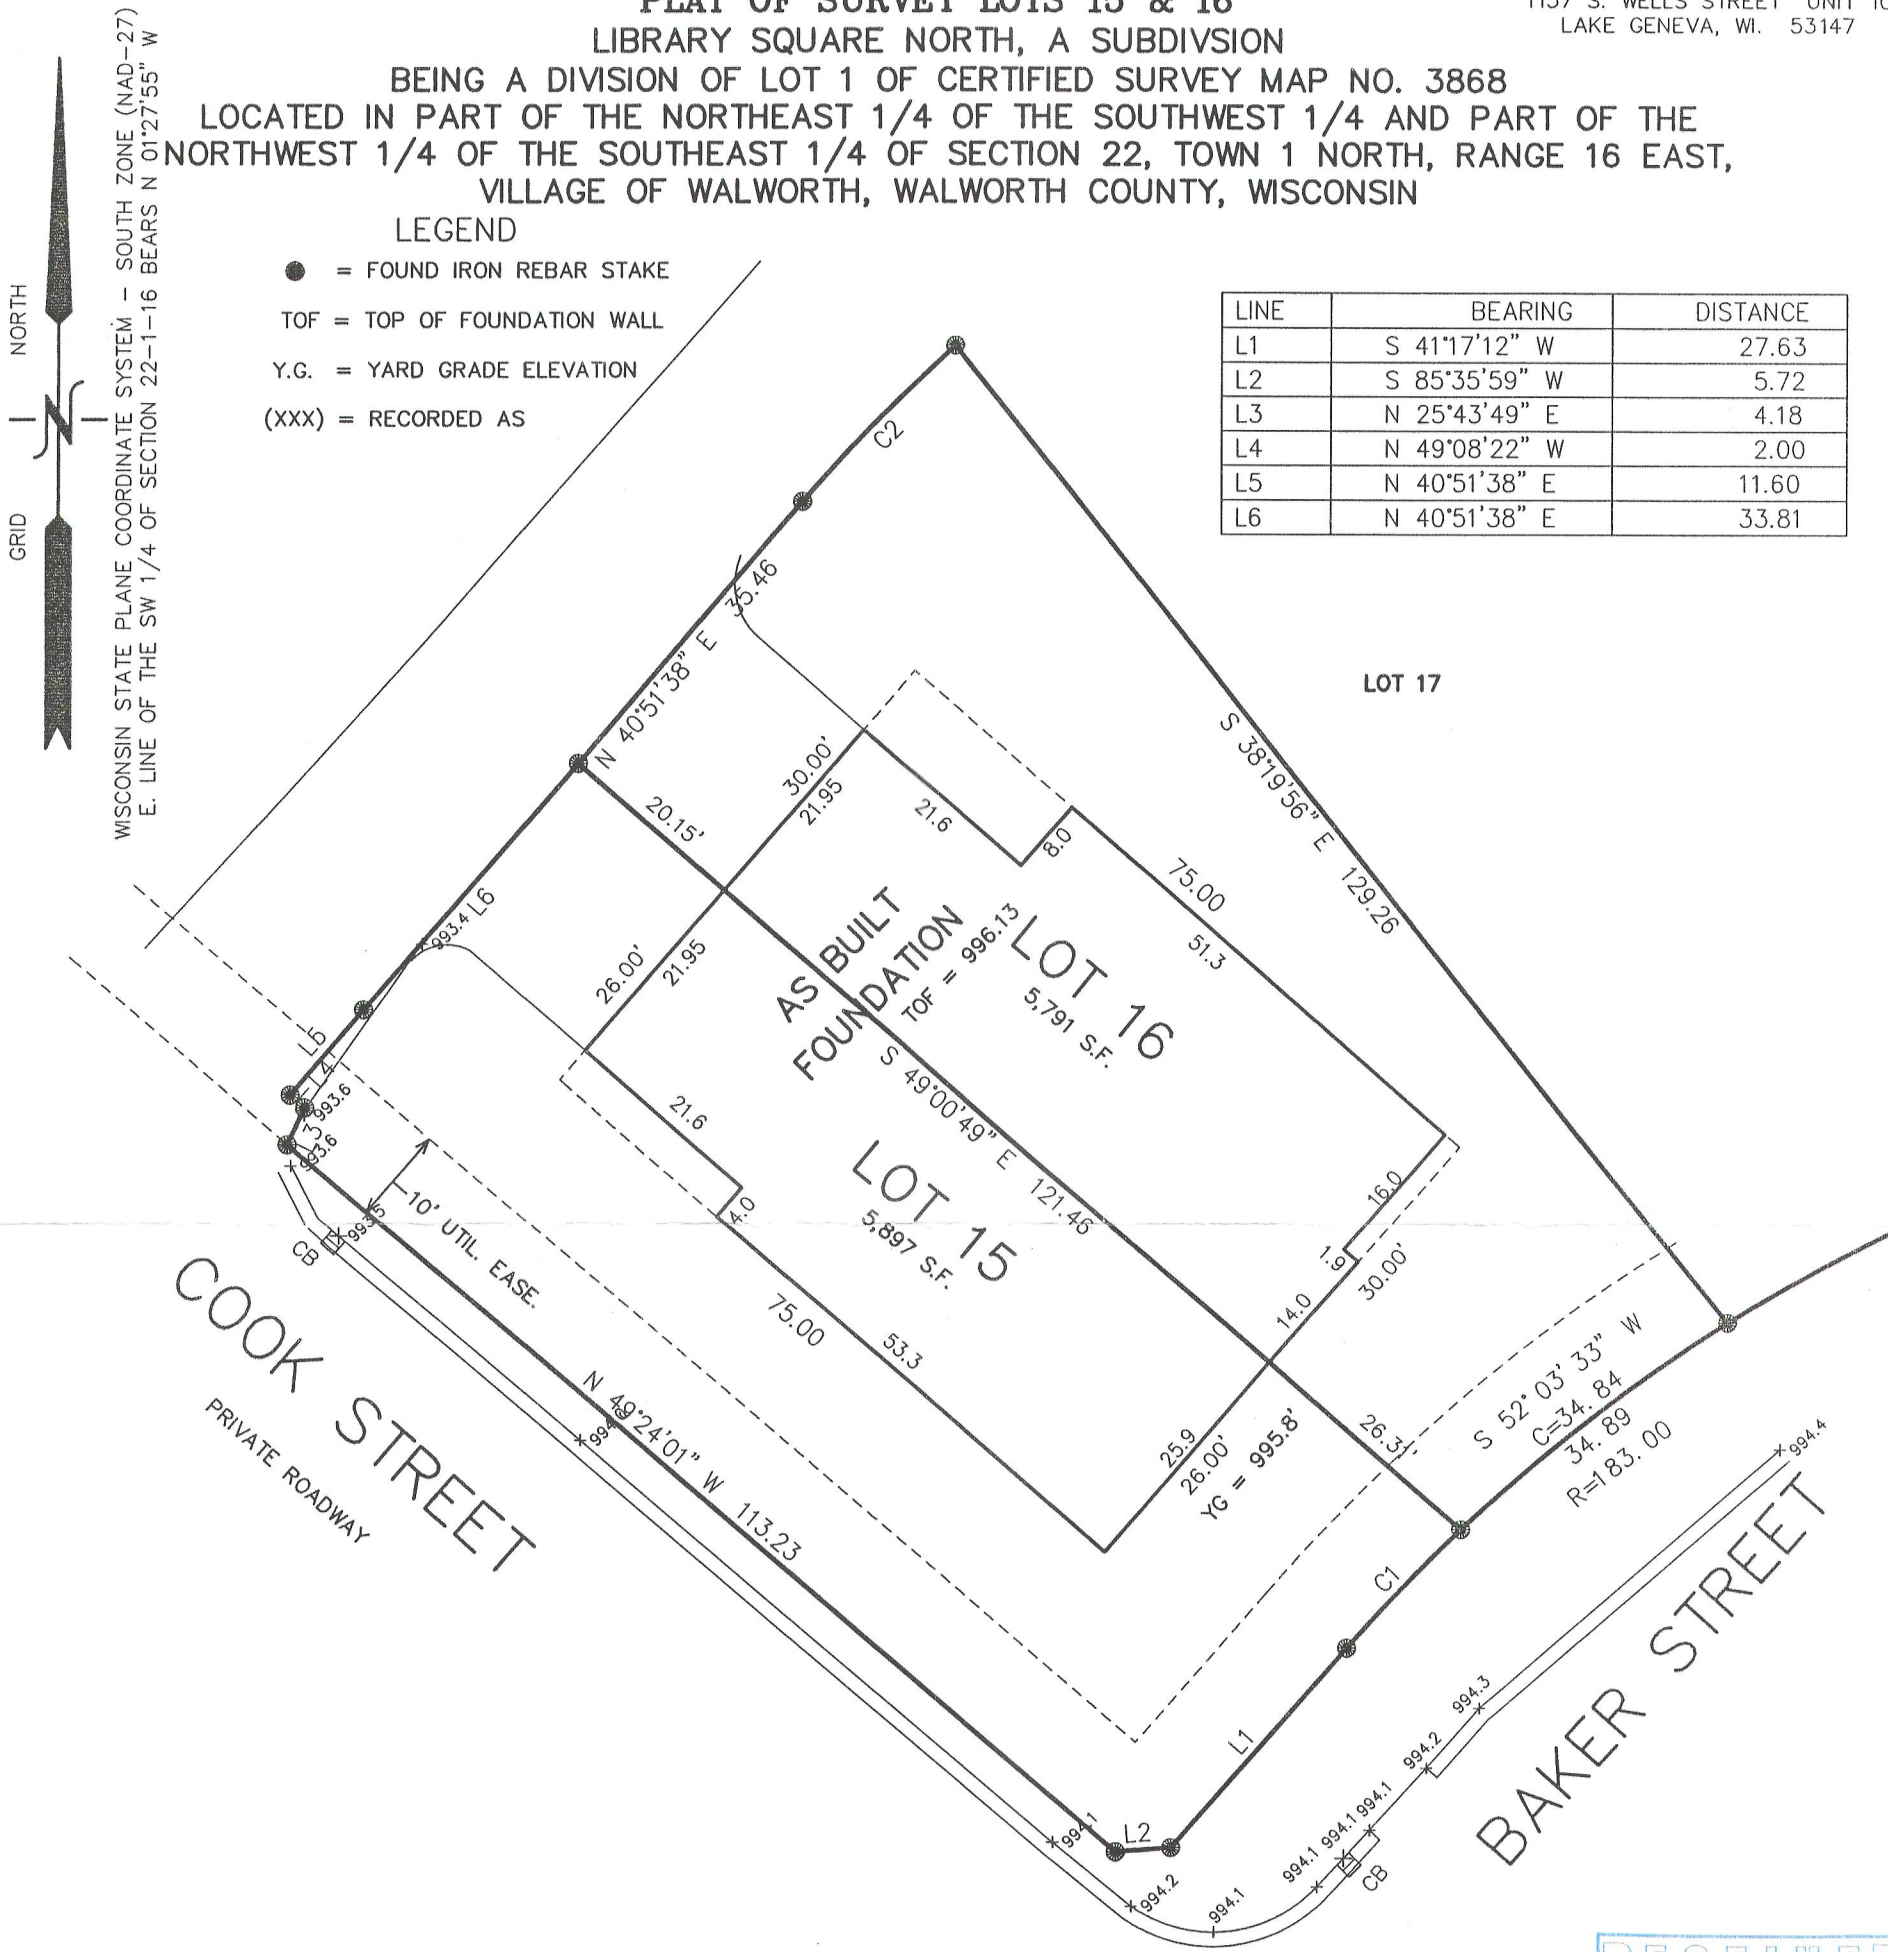 PLAT OF SURVEY LOTS 15 & 16
LIBRARY SQUARE NORTH, A SUBDIVSION
BEING A DIVISION OF LOT 1 OF CERTIFIED SURVEY MAP NO. 3868
LOCATED IN PART OF THE NORTHEAST 1/4 OF THE SOUTHWEST 1/4 AND PART OF THE
NORTHWEST 1/4 OF THE SOUTHEAST 1/4 OF SECTION 22, TOWN 1 NORTH, RANGE 16 EAST,
VILLAGE OF WALWORTH, WALWORTH COUNTY, WISCONSIN
1137 S. WELLS STREET UNIT
LAKE GENEVA, WI. 53147
GRID NORTH
N
WISCONSIN STATE PLANE COORDINATE SYSTEM - SOUTH ZONE (NAD-27)
E. LINE OF THE SW 1/4 OF SECTION 22-1-16 BEARS N 01°27'55" W
LEGEND
= FOUND IRON REBAR STAKE
TOF = TOP OF FOUNDATION WALL
Y.G. = YARD GRADE ELEVATION
(XXX) = RECORDED AS
LINE BEARING DISTANCE
L1 S 41°17'12" W 27.63
L2 S 85°35'59" W 5.72
L3 N 25°43'49" E 4.18
L4 N 49°08'22" W 2.00
L5 N 40°51'38" E 11.60
L6 N 40°51'38" E 33.81
C2
N 40°51'38" E 35.46
LOT 17
S 38°19'56" E 129.26
20.15'
30.00'
21.95
21.6
8.0
75.00
51.3
993.4
L6
26.00'
21.95
AS BUILT
FOUNDATION
TOF = 996.13
LOT 16
5,791 S.F.
S 49°00'49" E 121.46
L5
L4
993.6
L3
993.6
21.6
4.0
LOT 15
5,897 S.F.
75.00
53.3
16.0
1.9
30.00'
14.0
10' UTIL. EASE.
993.5
CB
COOK STREET
PRIVATE ROADWAY
N 49°24'01" W 113.23
25.9
26.00'
YG = 995.8'
26.31'
S 52° 03' 33" W
C=34. 84
34. 89
R=183. 00
994.4
C1
L1
L2
BAKER STREET
994.3
994.2
994.1
994.1
994.1
CB
994.1
994.2
994.1